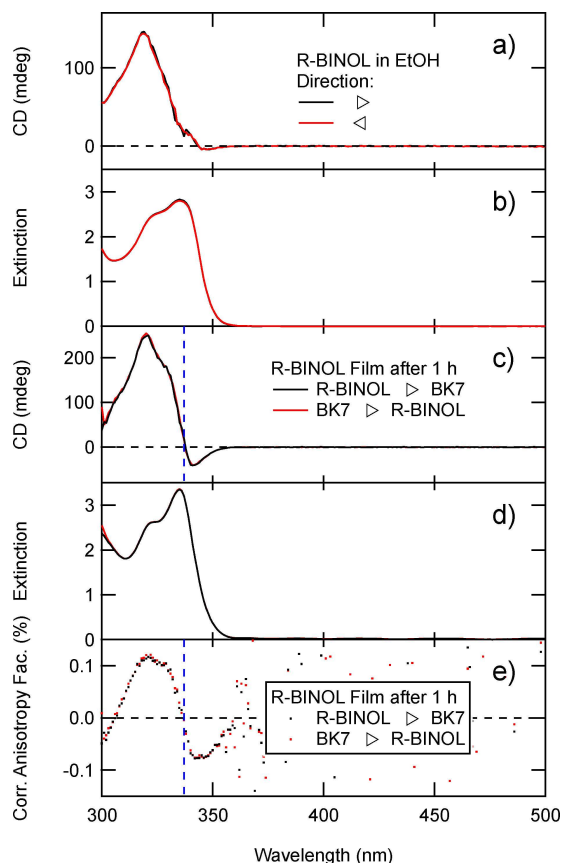 a)
R-BINOL in EtOH
Direction:
▷
◁
CD (mdeg)
100
0
b)
Extinction
3
2
1
0
c)
R-BINOL Film after 1 h
R-BINOL ▷ BK7
BK7 ▷ R-BINOL
CD (mdeg)
200
100
0
d)
Extinction
3
2
1
0
e)
R-BINOL Film after 1 h
R-BINOL ▷ BK7
BK7 ▷ R-BINOL
Corr. Anisotropy Fac. (%)
0.1
0.0
-0.1
300 350 400 450 500
Wavelength (nm)